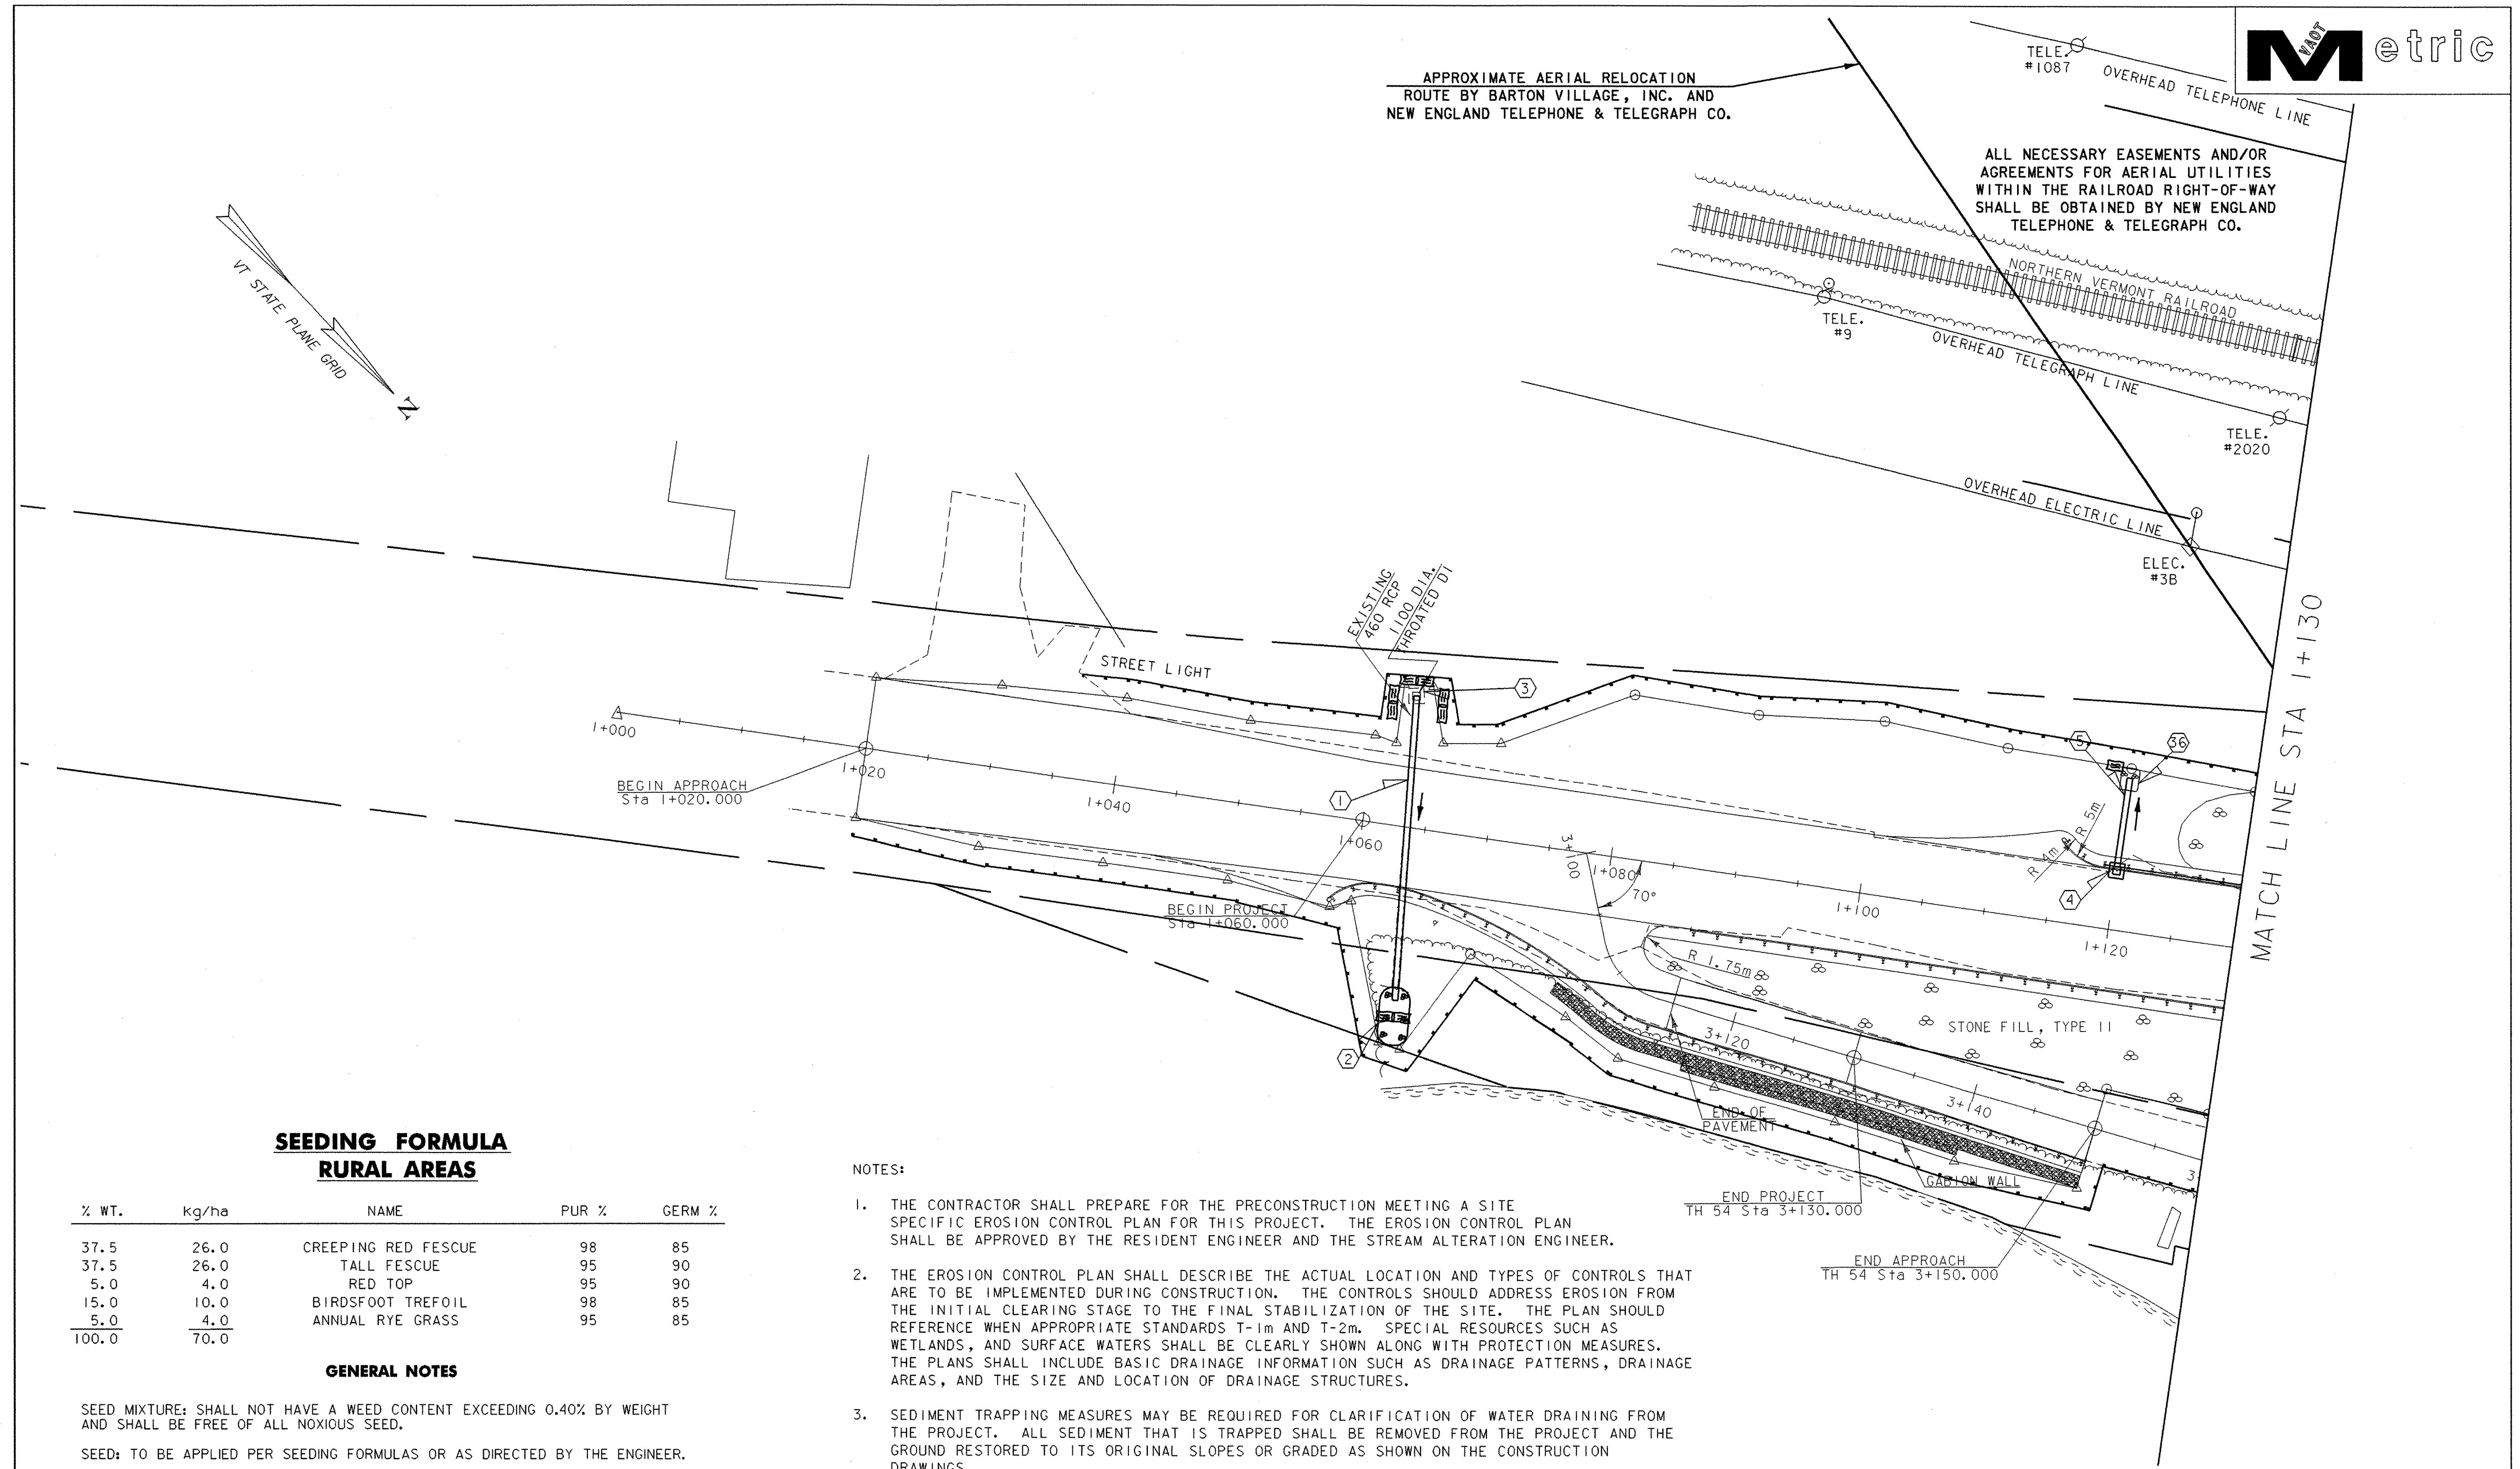 VAOT
Metric
TELE.
#1087
OVERHEAD TELEPHONE LINE
APPROXIMATE AERIAL RELOCATION
ROUTE BY BARTON VILLAGE, INC. AND
NEW ENGLAND TELEPHONE & TELEGRAPH CO.
ALL NECESSARY EASEMENTS AND/OR
AGREEMENTS FOR AERIAL UTILITIES
WITHIN THE RAILROAD RIGHT-OF-WAY
SHALL BE OBTAINED BY NEW ENGLAND
TELEPHONE & TELEGRAPH CO.
NORTHERN VERMONT RAILROAD
TELE.
#9
OVERHEAD TELEGRAPH LINE
TELE.
#2020
VT STATE PLANE GRID
N
OVERHEAD ELECTRIC LINE
ELEC.
#3B
MATCH LINE STA 1+130
EXISTING
460 RCP
1100 DIA.
THROATED DI
STREET LIGHT
3
1+000
5
36
1+020
BEGIN APPROACH
Sta 1+020.000
1
1+040
1+060
3+100
1+080
70°
R 4m
R 5m
4
1+100
1+120
BEGIN PROJECT
Sta 1+060.000
R 1.75m
STONE FILL, TYPE II
2
3+120
3+140
END OF
PAVEMENT
GABION WALL
3
END PROJECT
TH 54 Sta 3+130.000
END APPROACH
TH 54 Sta 3+150.000
SEEDING FORMULA
RURAL AREAS
% WT. kg/ha NAME PUR % GERM %
37.5 26.0 CREEPING RED FESCUE 98 85
37.5 26.0 TALL FESCUE 95 90
5.0 4.0 RED TOP 95 90
15.0 10.0 BIRDSFOOT TREFOIL 98 85
5.0 4.0 ANNUAL RYE GRASS 95 85
100.0 70.0
GENERAL NOTES
SEED MIXTURE: SHALL NOT HAVE A WEED CONTENT EXCEEDING 0.40% BY WEIGHT
AND SHALL BE FREE OF ALL NOXIOUS SEED.
SEED: TO BE APPLIED PER SEEDING FORMULAS OR AS DIRECTED BY THE ENGINEER.
NOTES:
1. THE CONTRACTOR SHALL PREPARE FOR THE PRECONSTRUCTION MEETING A SITE
SPECIFIC EROSION CONTROL PLAN FOR THIS PROJECT. THE EROSION CONTROL PLAN
SHALL BE APPROVED BY THE RESIDENT ENGINEER AND THE STREAM ALTERATION ENGINEER.
2. THE EROSION CONTROL PLAN SHALL DESCRIBE THE ACTUAL LOCATION AND TYPES OF CONTROLS THAT
ARE TO BE IMPLEMENTED DURING CONSTRUCTION. THE CONTROLS SHOULD ADDRESS EROSION FROM
THE INITIAL CLEARING STAGE TO THE FINAL STABILIZATION OF THE SITE. THE PLAN SHOULD
REFERENCE WHEN APPROPRIATE STANDARDS T-1m AND T-2m. SPECIAL RESOURCES SUCH AS
WETLANDS, AND SURFACE WATERS SHALL BE CLEARLY SHOWN ALONG WITH PROTECTION MEASURES.
THE PLANS SHALL INCLUDE BASIC DRAINAGE INFORMATION SUCH AS DRAINAGE PATTERNS, DRAINAGE
AREAS, AND THE SIZE AND LOCATION OF DRAINAGE STRUCTURES.
3. SEDIMENT TRAPPING MEASURES MAY BE REQUIRED FOR CLARIFICATION OF WATER DRAINING FROM
THE PROJECT. ALL SEDIMENT THAT IS TRAPPED SHALL BE REMOVED FROM THE PROJECT AND THE
GROUND RESTORED TO ITS ORIGINAL SLOPES OR GRADED AS SHOWN ON THE CONSTRUCTION
DRAWINGS